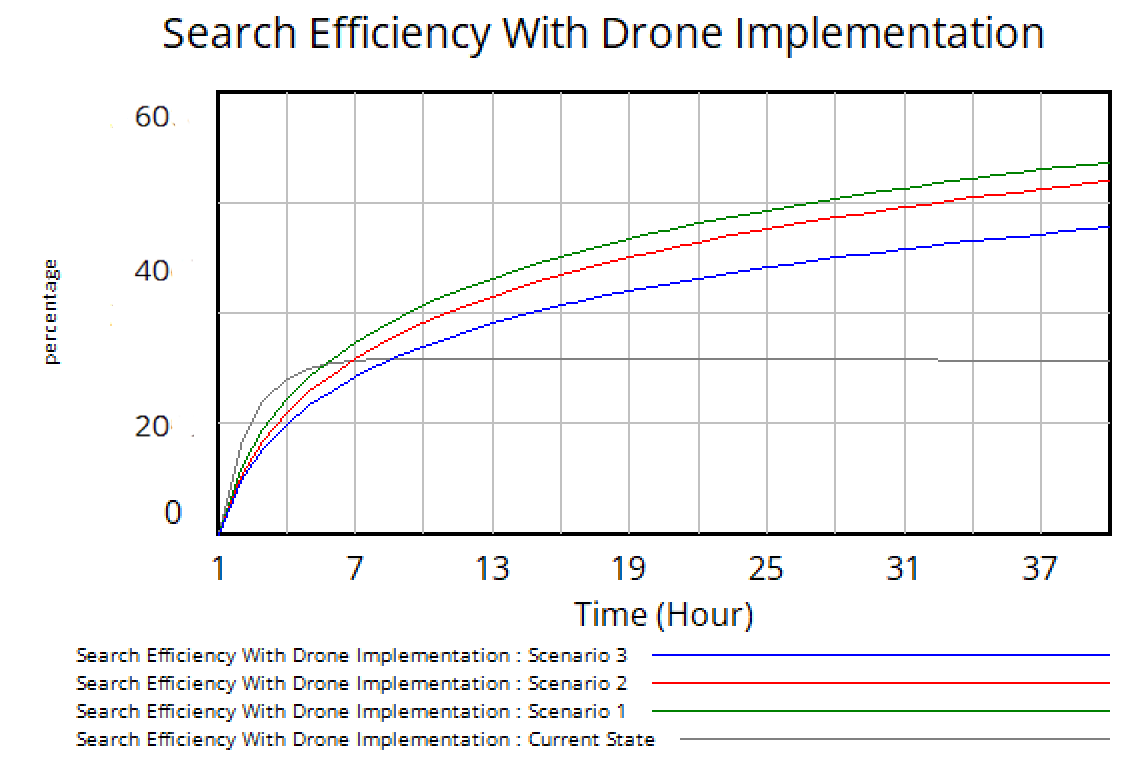 Search Efficiency With Drone Implementation
60
40
percentage
20
0
1 7 13 19 25 31 37
Time (Hour)
Search Efficiency With Drone Implementation : Scenario 3
Search Efficiency With Drone Implementation : Scenario 2
Search Efficiency With Drone Implementation : Scenario 1
Search Efficiency With Drone Implementation : Current State